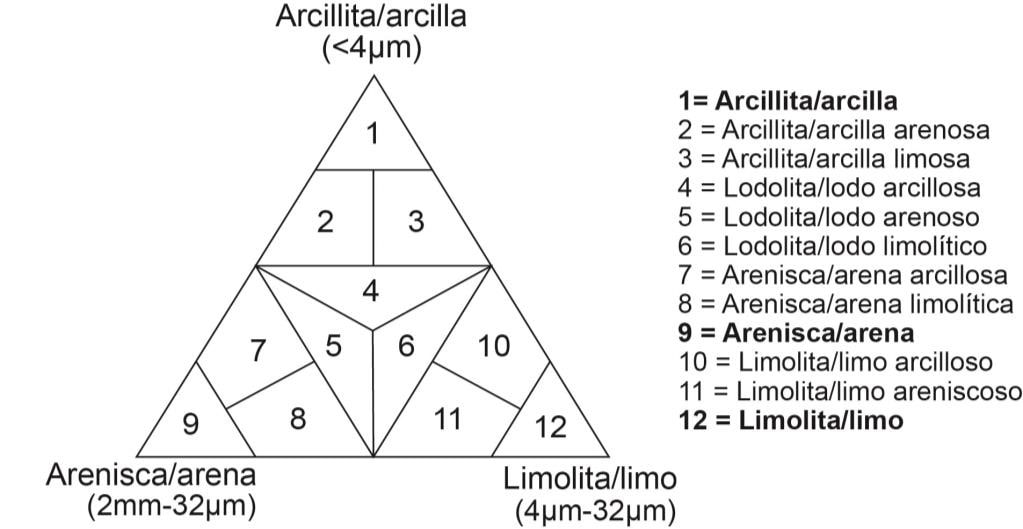 Arcillita/arcilla
(<4µm)
1
2
3
4
5
6
7
8
9
10
11
12
Arenisca/arena
(2mm-32µm)
Limolita/limo
(4µm-32µm)
1= Arcillita/arcilla
2 = Arcillita/arcilla arenosa
3 = Arcillita/arcilla limosa
4 = Lodolita/lodo arcillosa
5 = Lodolita/lodo arenoso
6 = Lodolita/lodo limolítico
7 = Arenisca/arena arcillosa
8 = Arenisca/arena limolítica
9 = Arenisca/arena
10 = Limolita/limo arcilloso
11 = Limolita/limo areniscoso
12 = Limolita/limo